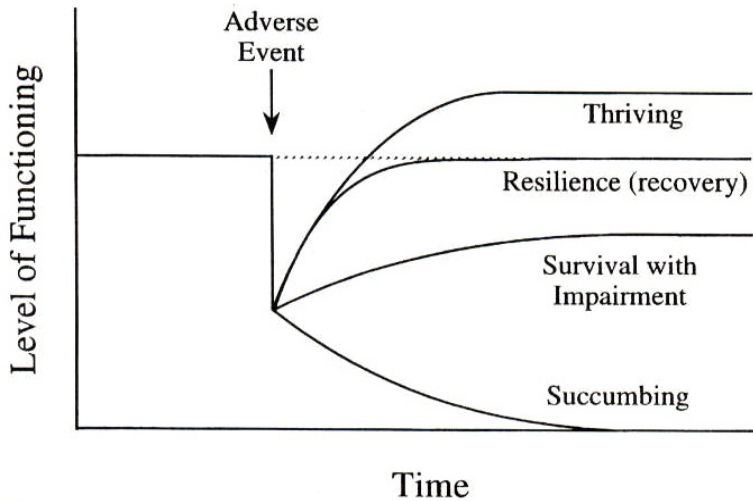 Adverse
Event
Level of Functioning
Thriving
Resilience (recovery)
Survival with
Impairment
Succumbing
Time